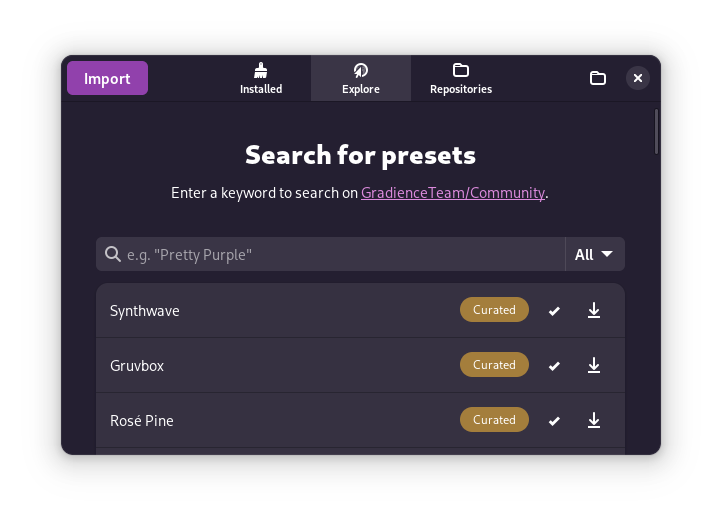 Import
Installed
Explore
Repositories
Search for presets
Enter a keyword to search on GradienceTeam/Community.
e.g. "Pretty Purple"
All
Synthwave
Curated
Gruvbox
Curated
Rosé Pine
Curated